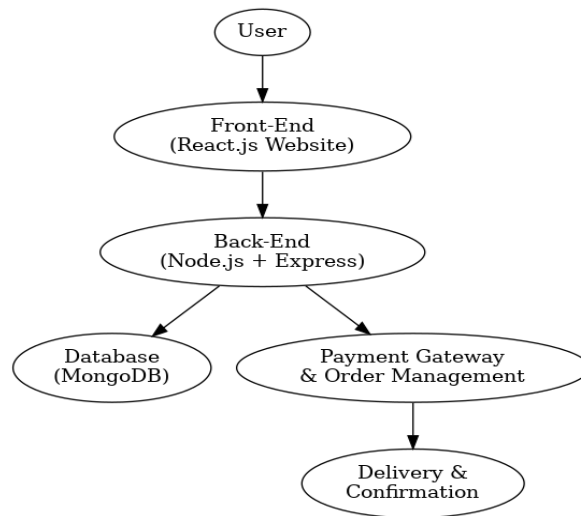 User
Front-End
(React.js Website)
Back-End
(Node.js + Express)
Database
(MongoDB)
Payment Gateway
& Order Management
Delivery &
Confirmation